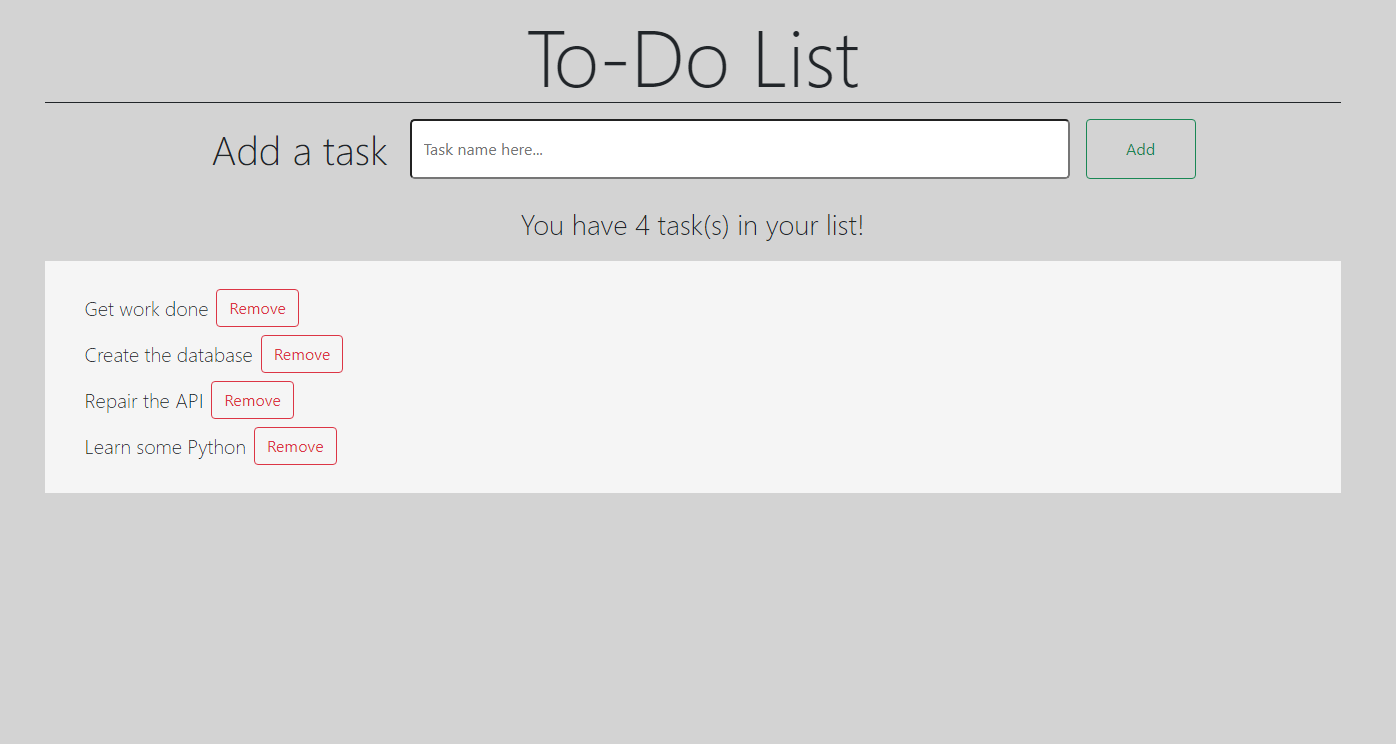 To-Do List
Add a task Task name here... Add
You have 4 task(s) in your list!
Get work done Remove
Create the database Remove
Repair the API Remove
Learn some Python Remove